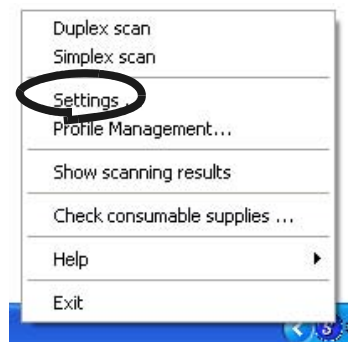 Duplex scan
Simplex scan
Settings ...
Profile Management...
Show scanning results
Check consumable supplies ...
Help
Exit
S